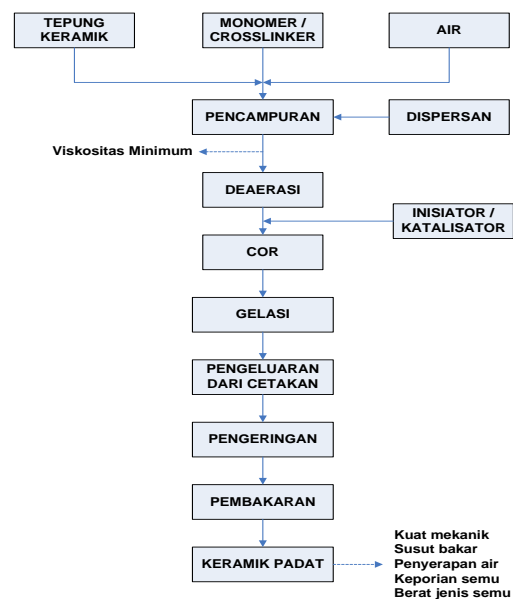 TEPUNG
KERAMIK
MONOMER /
CROSSLINKER
AIR
PENCAMPURAN
DISPERSAN
Viskositas Minimum
DEAERASI
INISIATOR /
KATALISATOR
COR
GELASI
PENGELUARAN
DARI CETAKAN
PENGERINGAN
PEMBAKARAN
KERAMIK PADAT
Kuat mekanik
Susut bakar
Penyerapan air
Keporian semu
Berat jenis semu